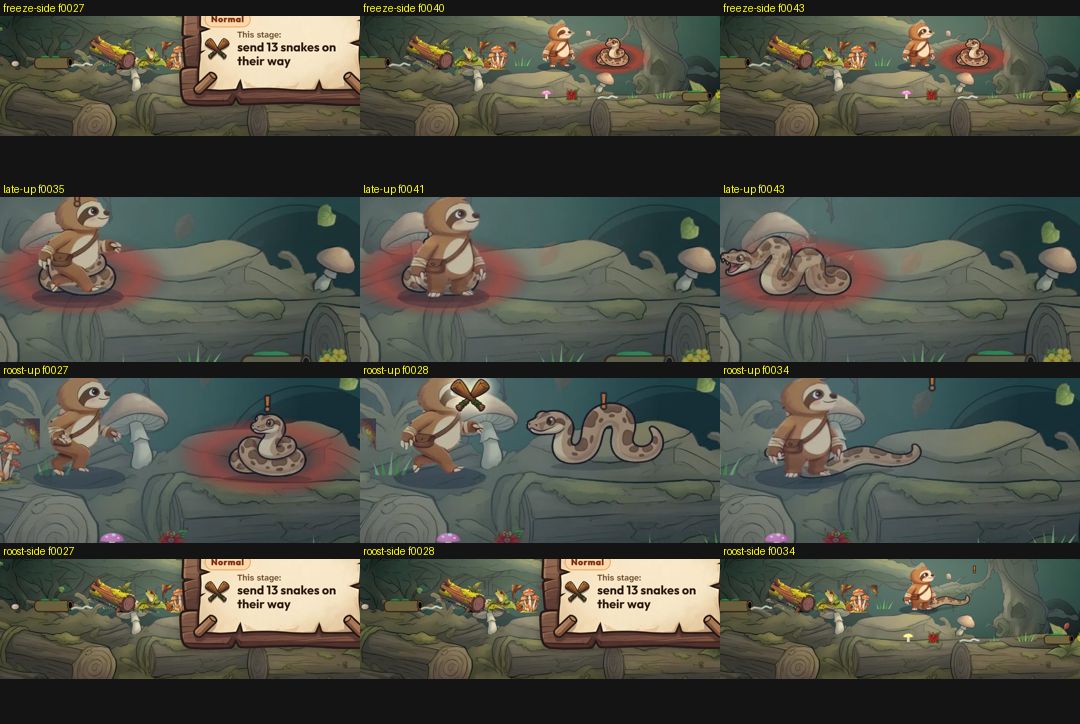 freeze-side f0027
freeze-side f0040
freeze-side f0043
Normal
This stage:
send 13 snakes on
their way
late-up f0035
late-up f0041
late-up f0043
roost-up f0027
roost-up f0028
roost-up f0034
!
!
!
roost-side f0027
roost-side f0028
roost-side f0034
Normal
This stage:
send 13 snakes on
their way
Normal
This stage:
send 13 snakes on
their way
!